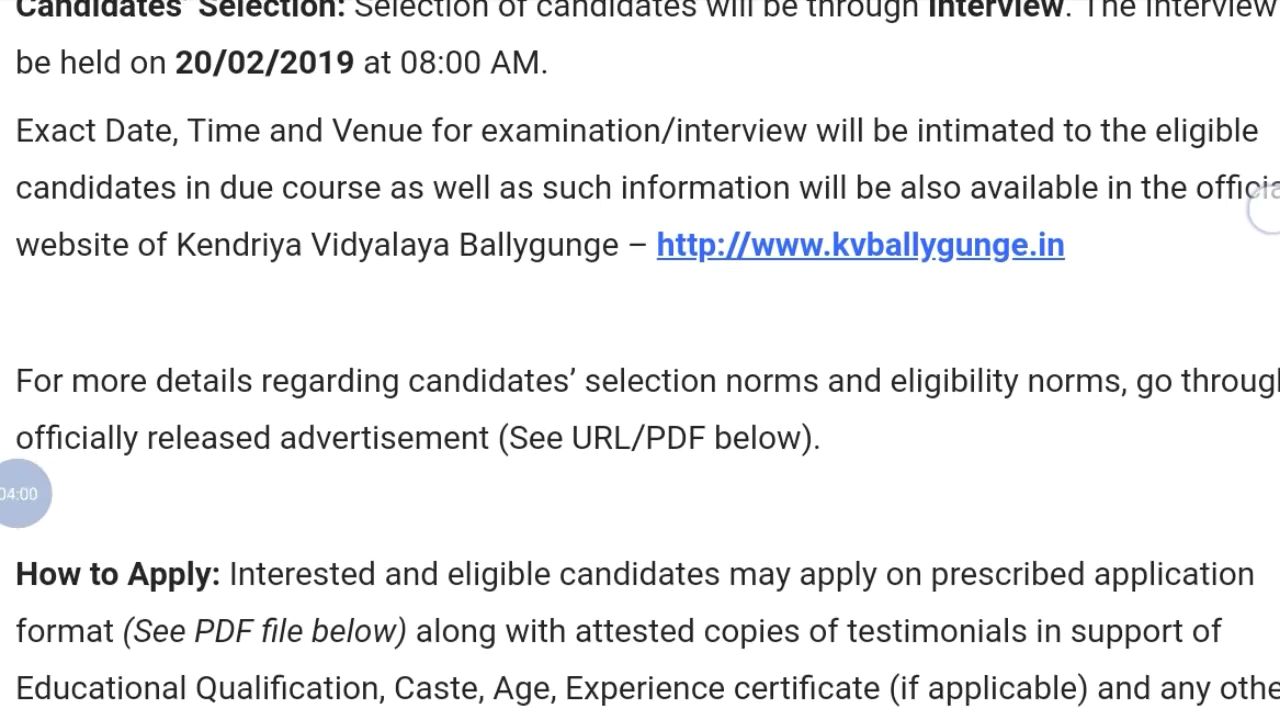 Candidates' Selection: Selection of candidates will be through Interview. The Interview
be held on 20/02/2019 at 08:00 AM.
Exact Date, Time and Venue for examination/interview will be intimated to the eligible
candidates in due course as well as such information will be also available in the officia
website of Kendriya Vidyalaya Ballygunge – http://www.kvballygunge.in
For more details regarding candidates’ selection norms and eligibility norms, go through
officially released advertisement (See URL/PDF below).
04:00
How to Apply: Interested and eligible candidates may apply on prescribed application
format (See PDF file below) along with attested copies of testimonials in support of
Educational Qualification, Caste, Age, Experience certificate (if applicable) and any othe